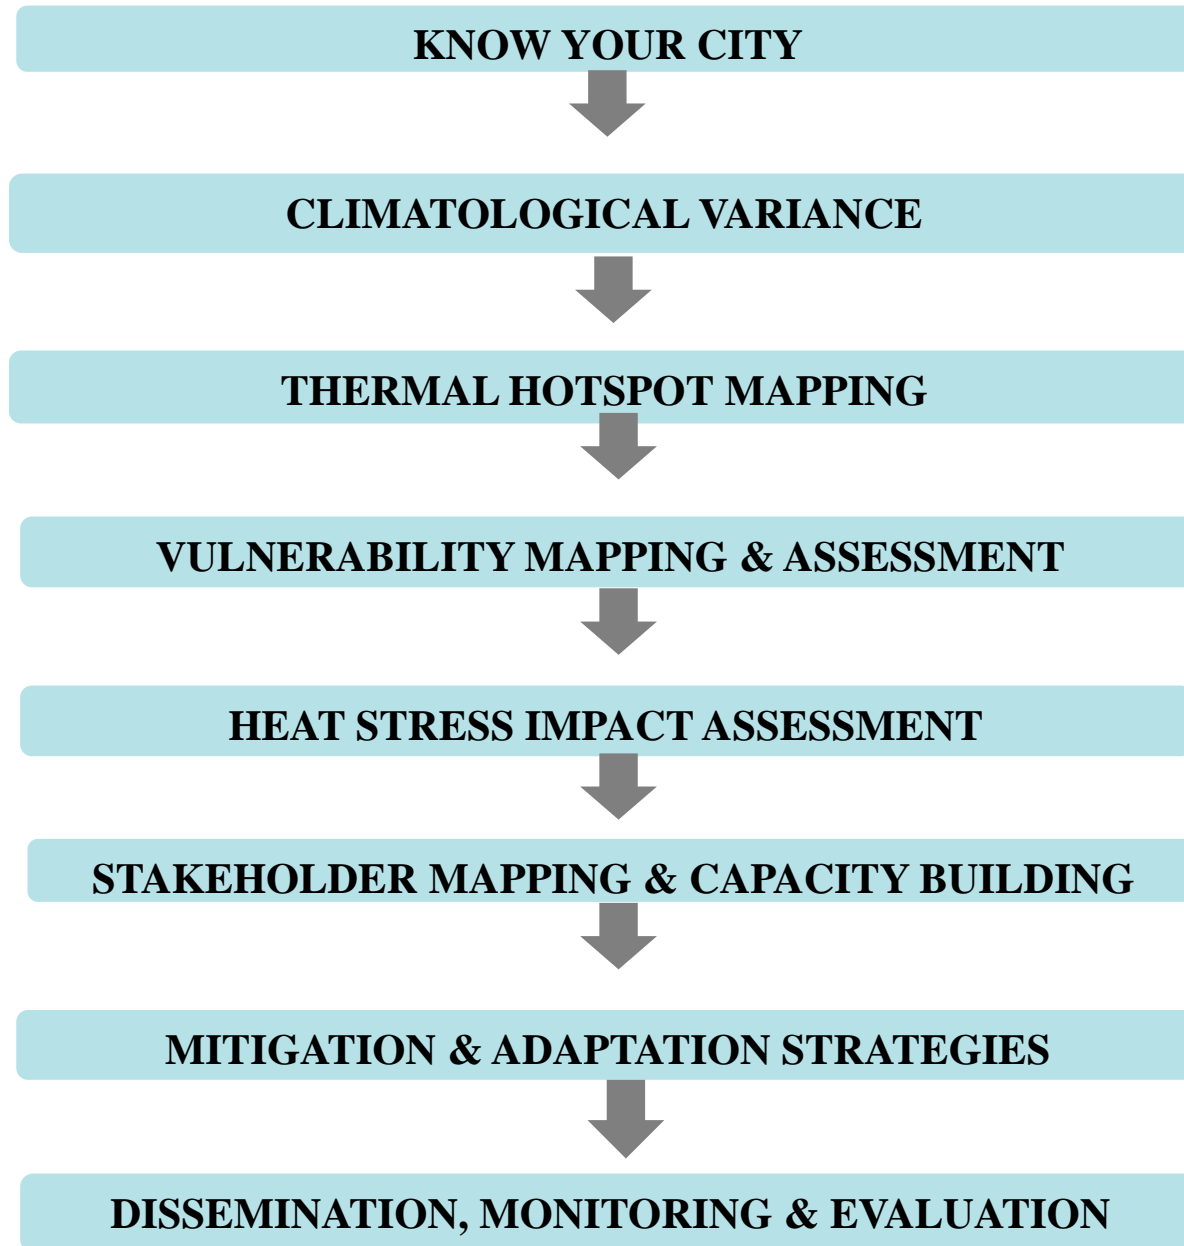 KNOW YOUR CITY
CLIMATOLOGICAL VARIANCE
THERMAL HOTSPOT MAPPING
VULNERABILITY MAPPING & ASSESSMENT
HEAT STRESS IMPACT ASSESSMENT
STAKEHOLDER MAPPING & CAPACITY BUILDING
MITIGATION & ADAPTATION STRATEGIES
DISSEMINATION, MONITORING & EVALUATION